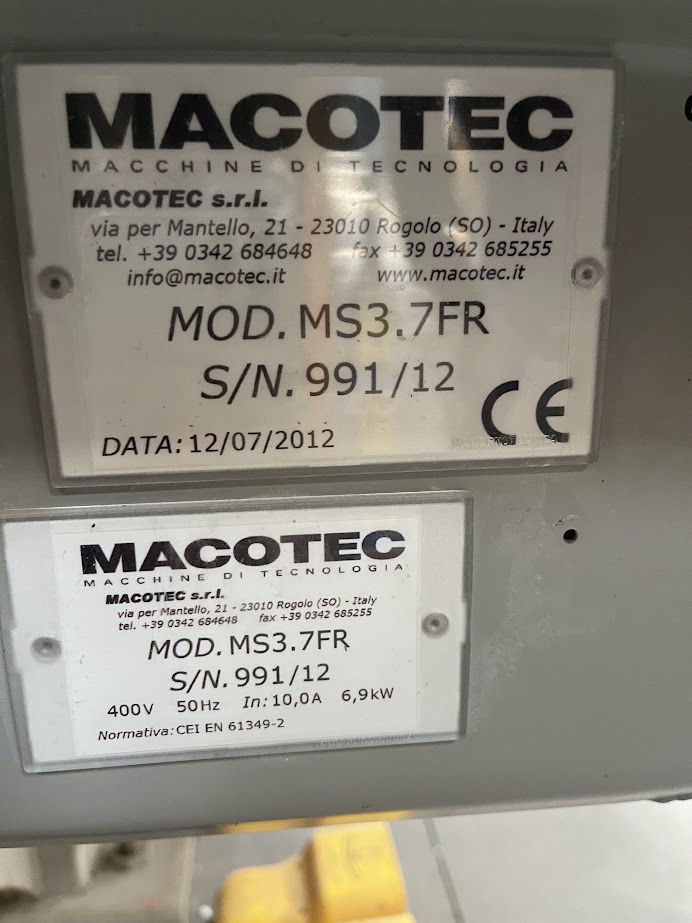 MACOTEC
MACCHINE DI TECNOLOGIA
MACOTEC s.r.l.
via per Mantello, 21 - 23010 Rogolo (SO) - Italy
tel. +39 0342 684648 fax +39 0342 685255
info@macotec.it www.macotec.it
MOD. MS3.7FR
S/N. 991/12
CE
DATA: 12/07/2012
MACOTEC
MACCHINE DI TECNOLOGIA
MACOTEC s.r.l.
via per Mantello, 21 - 23010 Rogolo (SO) - Italy
tel. +39 0342 684648 fax +39 0342 685255
MOD. MS3.7FR
S/N. 991/12
400V 50Hz In: 10,0A 6,9kW
Normativa: CEI EN 61349-2